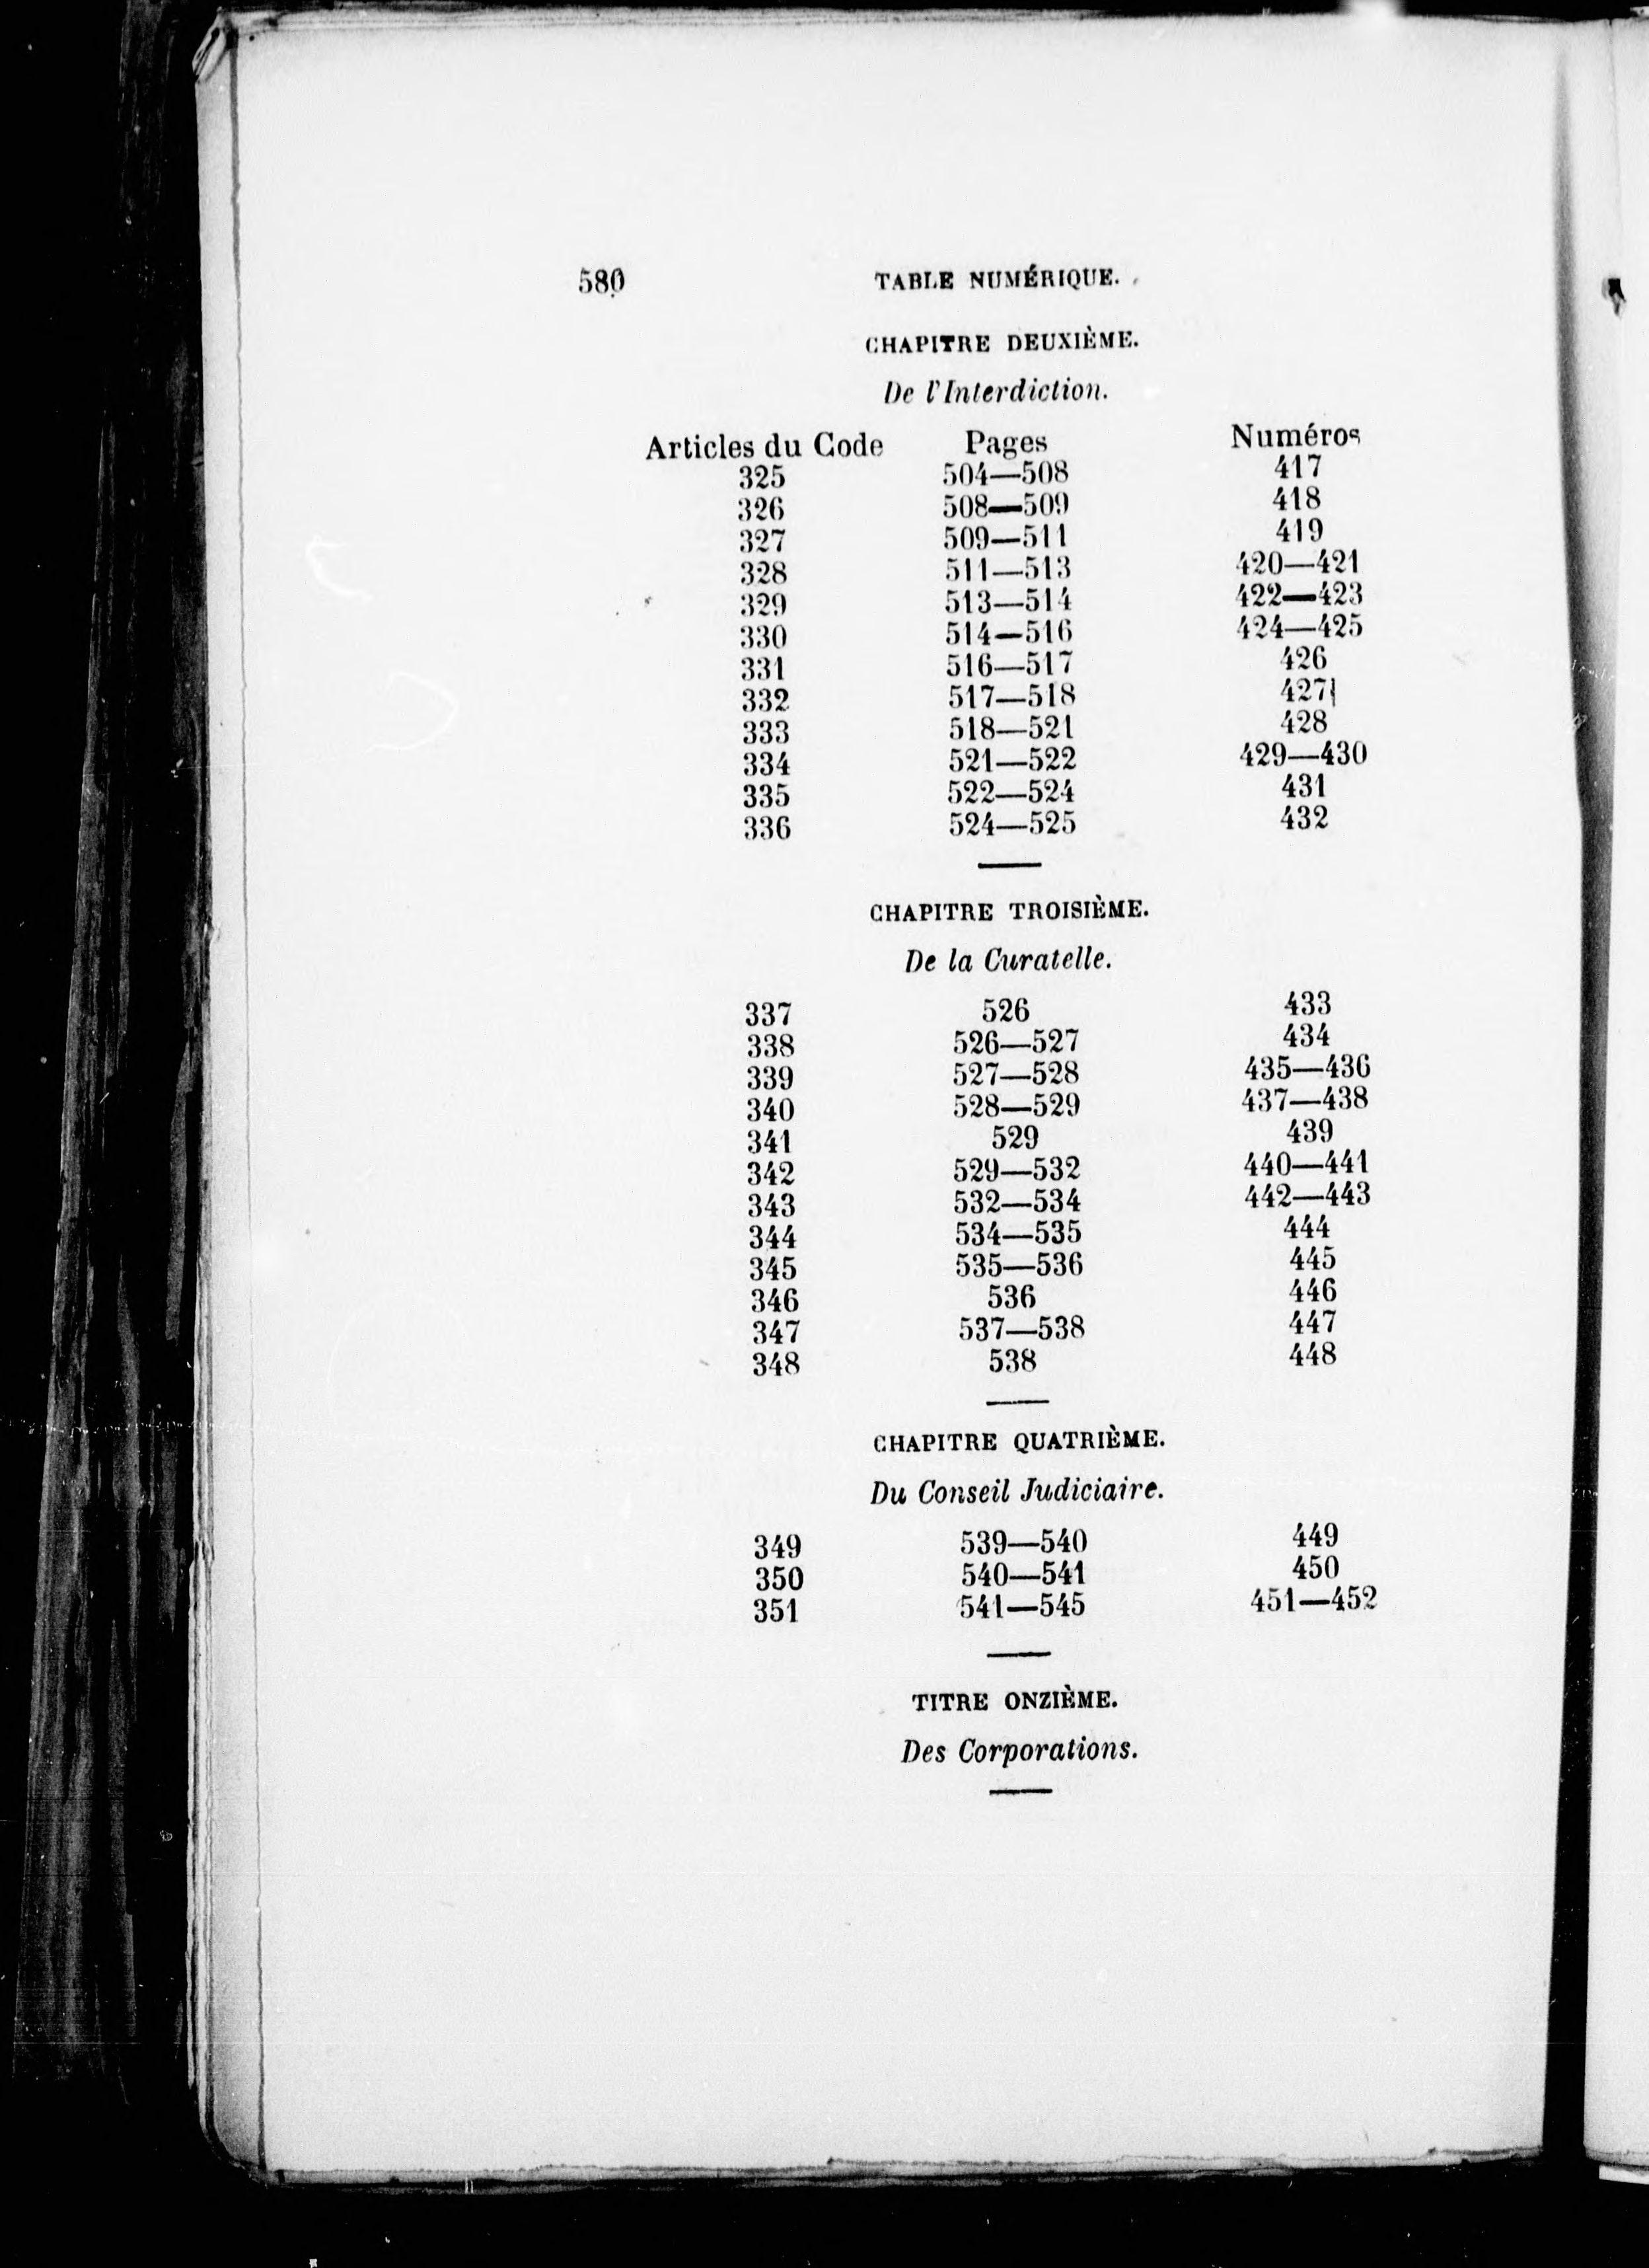 580 TABLE NUMÉRIQUE.
CHAPITRE DEUXIÈME.
De l'Interdiction.
Articles du Code Pages Numéros
325 504—508 417
326 508—509 418
327 509—511 419
328 511—513 420—421
329 513—514 422—423
330 514—516 424—425
331 516—517 426
332 517—518 427
333 518—521 428
334 521—522 429—430
335 522—524 431
336 524—525 432
CHAPITRE TROISIÈME.
De la Curatelle.
337 526 433
338 526—527 434
339 527—528 435—436
340 528—529 437—438
341 529 439
342 529—532 440—441
343 532—534 442—443
344 534—535 444
345 535—536 445
346 536 446
347 537—538 447
348 538 448
CHAPITRE QUATRIÈME.
Du Conseil Judiciaire.
349 539—540 449
350 540—541 450
351 541—545 451—452
TITRE ONZIÈME.
Des Corporations.